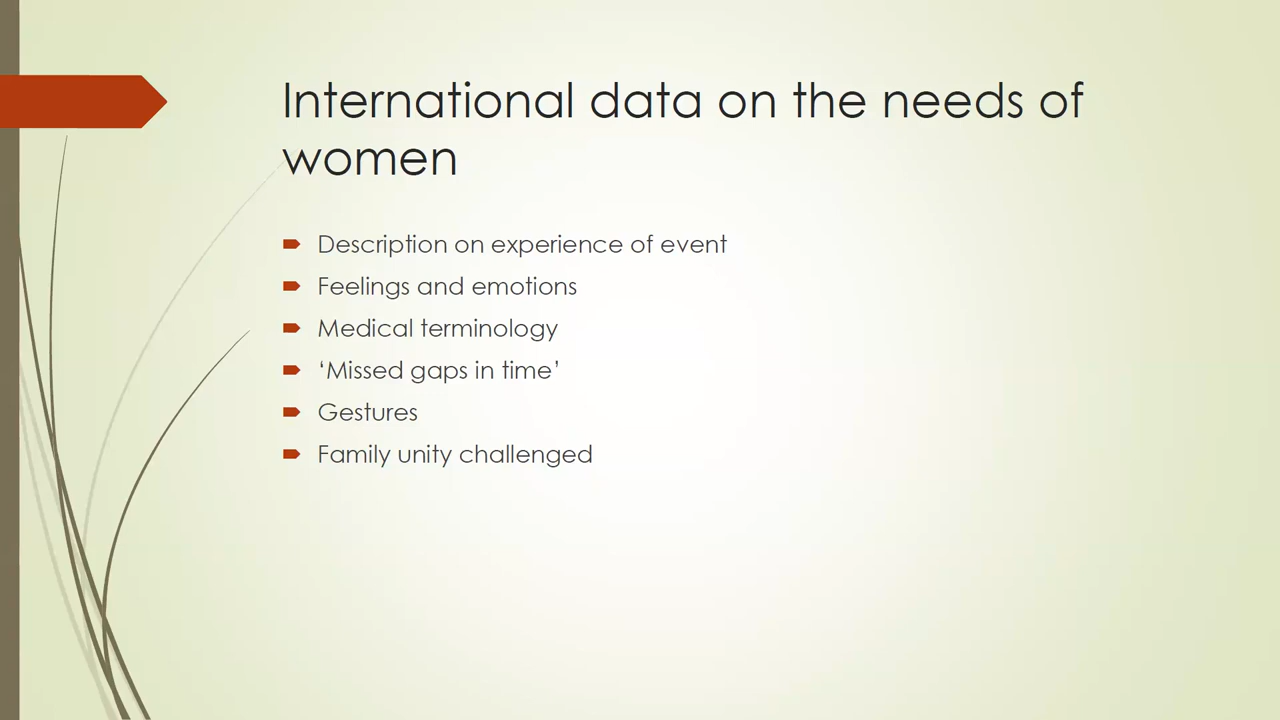 International data on the needs of
women
Description on experience of event
Feelings and emotions
Medical terminology
‘Missed gaps in time’
Gestures
Family unity challenged